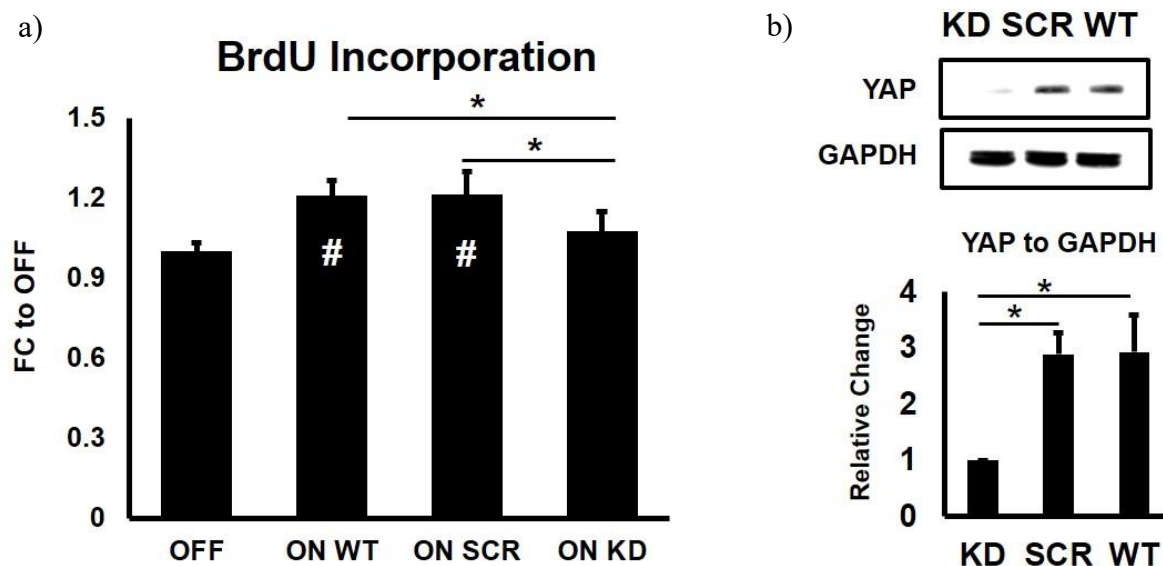 a)
BrdU Incorporation
FC to OFF
1.5
1.2
0.9
0.6
0.3
0
*
*
#
#
OFF ON WT ON SCR ON KD
b)
KD SCR WT
YAP
GAPDH
YAP to GAPDH
Relative Change
4
3
2
1
0
*
*
KD SCR WT